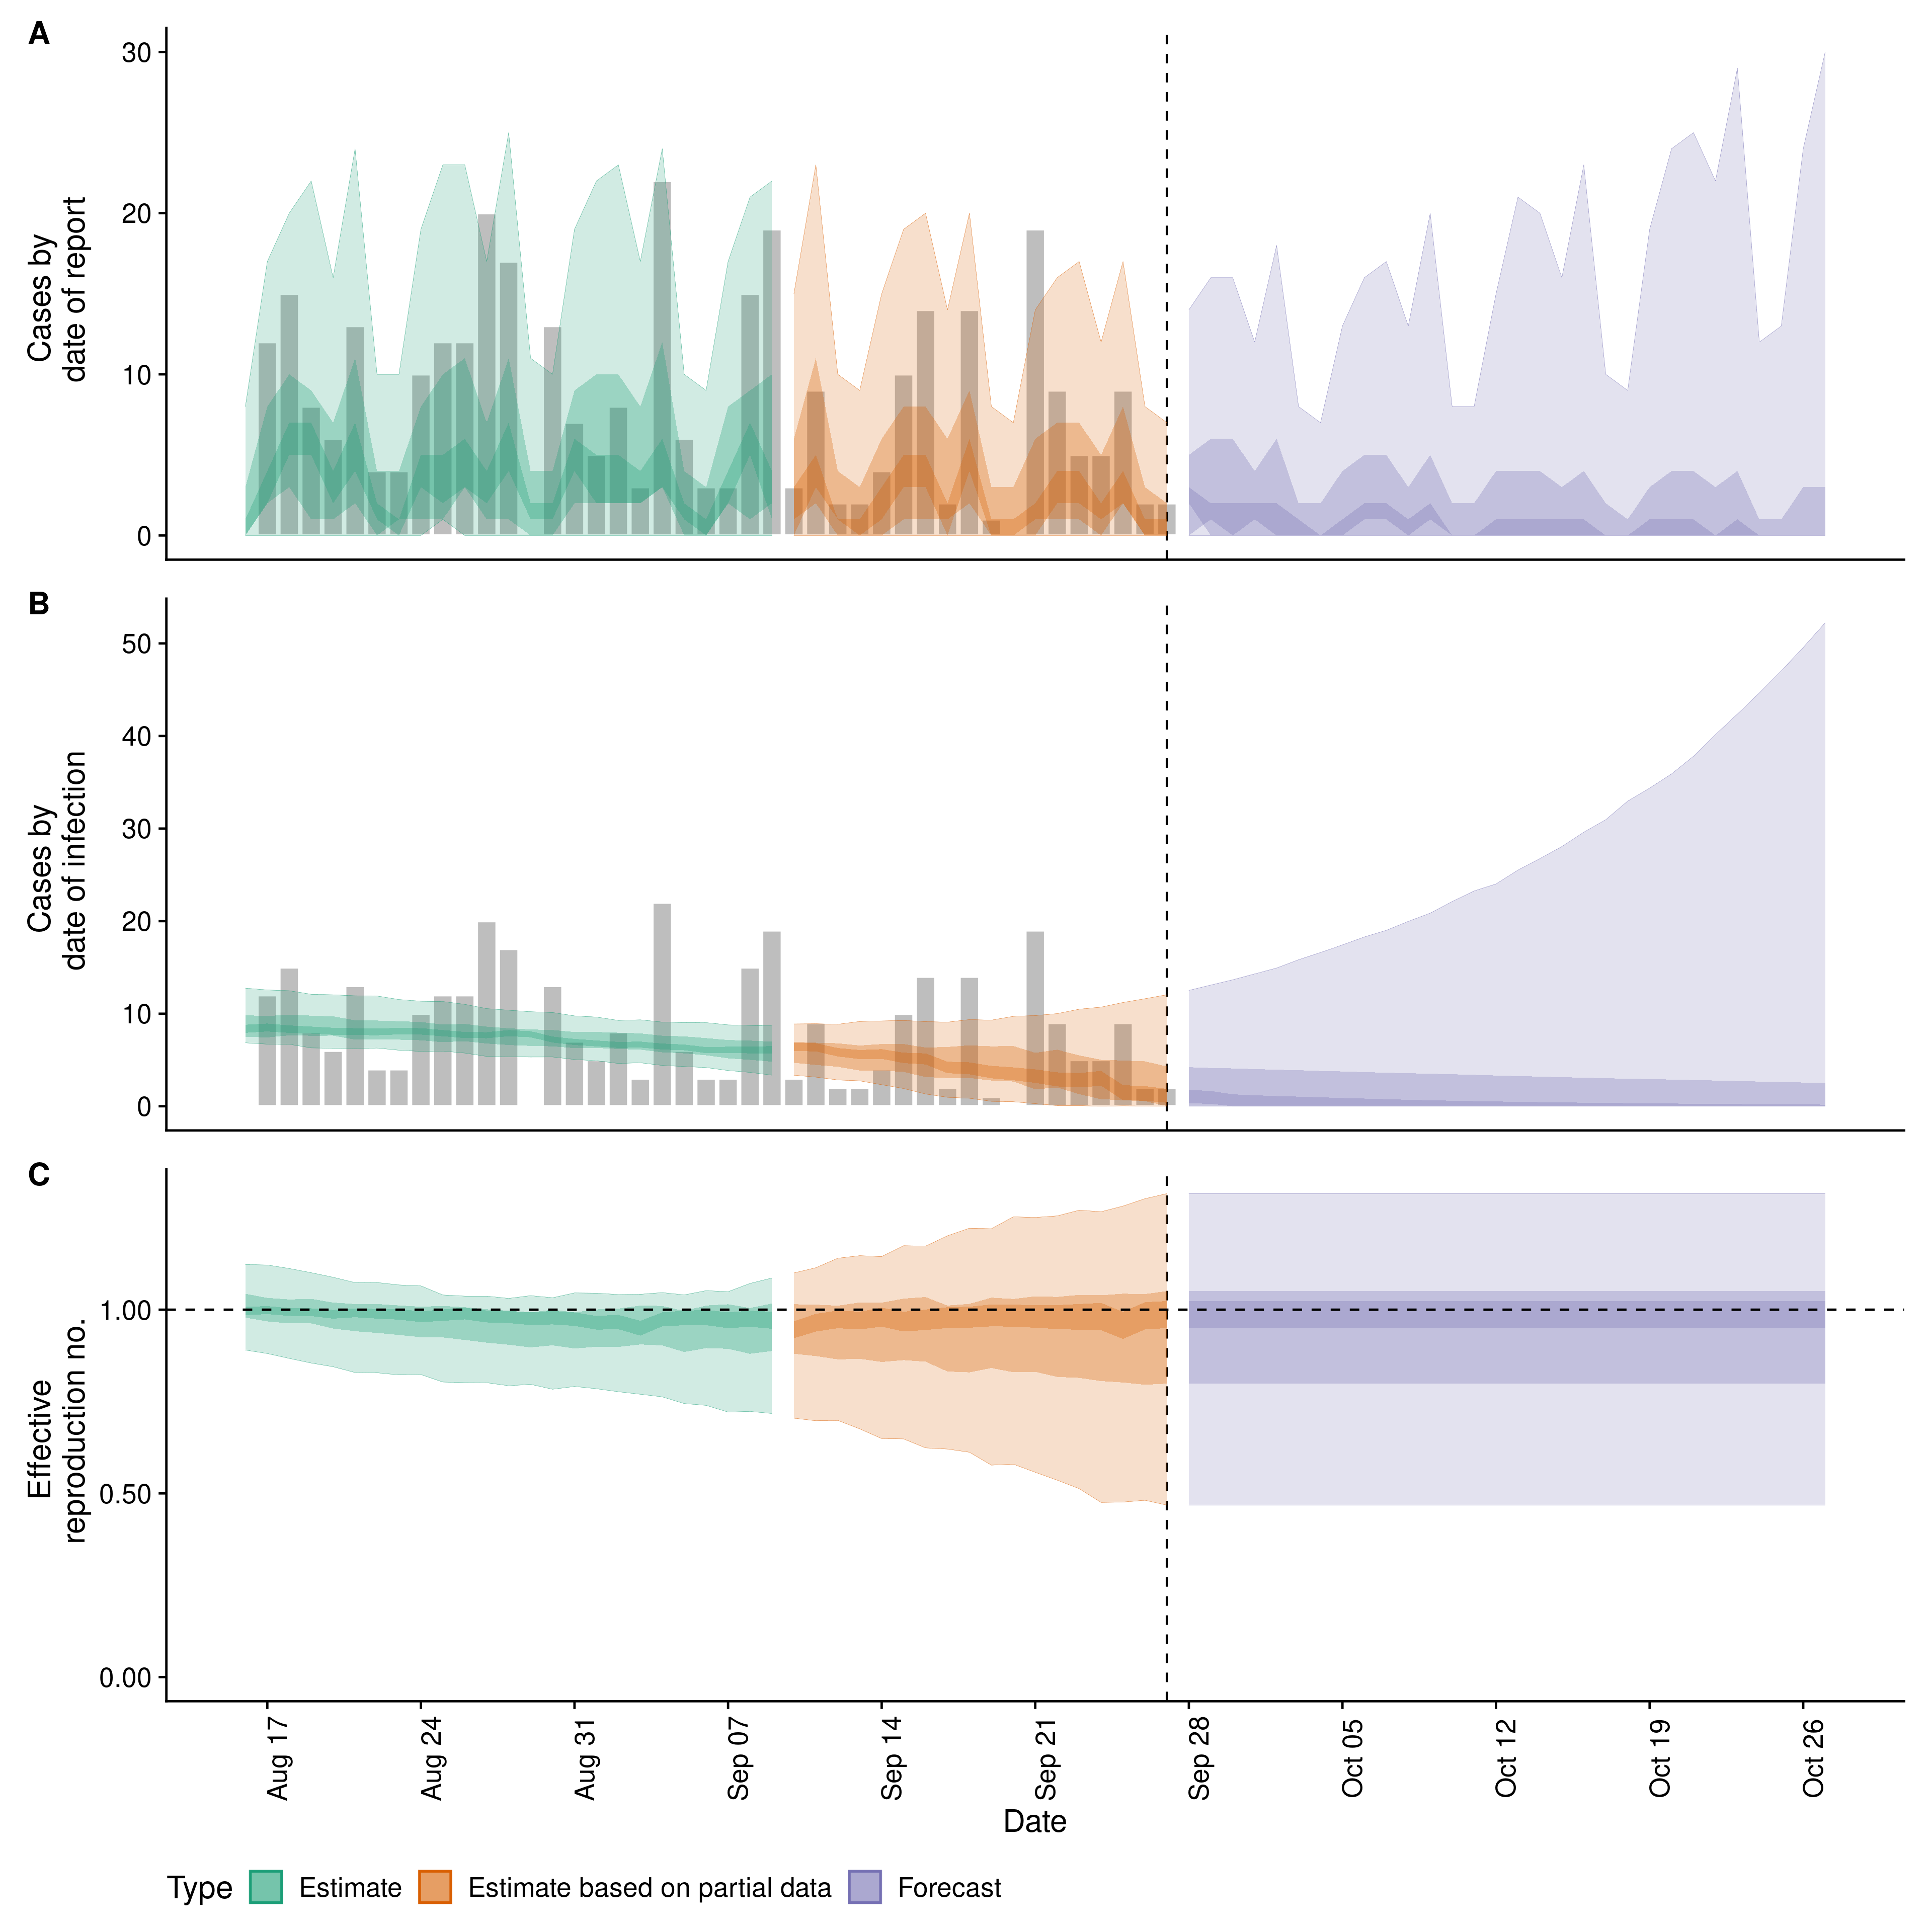 A
30
20
10
0
Cases by
date of report
B
50
40
30
20
10
0
Cases by
date of infection
C
1.00
0.50
0.00
Effective
reproduction no.
Aug 17
Aug 24
Aug 31
Sep 07
Sep 14
Sep 21
Sep 28
Oct 05
Oct 12
Oct 19
Oct 26
Date
Type Estimate Estimate based on partial data Forecast